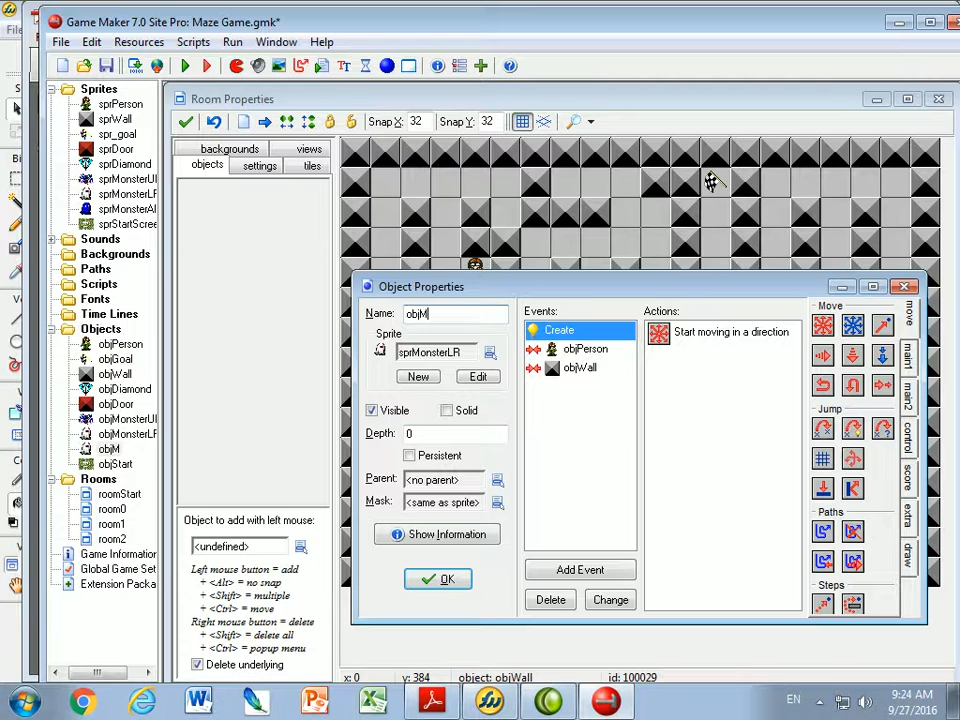 Game Maker 7.0 Site Pro: Maze Game.gmk*
File Edit Resources Scripts Run Window Help
Sprites
sprPerson
sprWall
spr_goal
sprDoor
sprDiamond
sprMonsterUI
sprMonsterLF
sprMonsterAl
sprStartScree
Sounds
Backgrounds
Paths
Scripts
Fonts
Time Lines
Objects
objPerson
objGoal
objWall
objDiamond
objDoor
objMonsterUI
objMonsterLF
objM
objStart
Rooms
roomStart
room0
room1
room2
Game Information
Global Game Set
Extension Packa
Room Properties
Snap X: 32 Snap Y: 32
backgrounds views
objects settings tiles
Object to add with left mouse:
<undefined>
Left mouse button = add
+ <Alt> = no snap
+ <Shift> = multiple
+ <Ctrl> = move
Right mouse button = delete
+ <Shift> = delete all
+ <Ctrl> = popup menu
Delete underlying
x: 0 y: 384 object: objWall id: 100029
Object Properties
Name: objM
Sprite
sprMonsterLR
New Edit
Visible Solid
Depth: 0
Persistent
Parent: <no parent>
Mask: <same as sprite>
Show Information
OK
Events:
Create
objPerson
objWall
Add Event
Delete Change
Actions:
Start moving in a direction
Move
Jump
Paths
Steps
move
main1
main2
control
score
extra
draw
EN
9:24 AM
9/27/2016